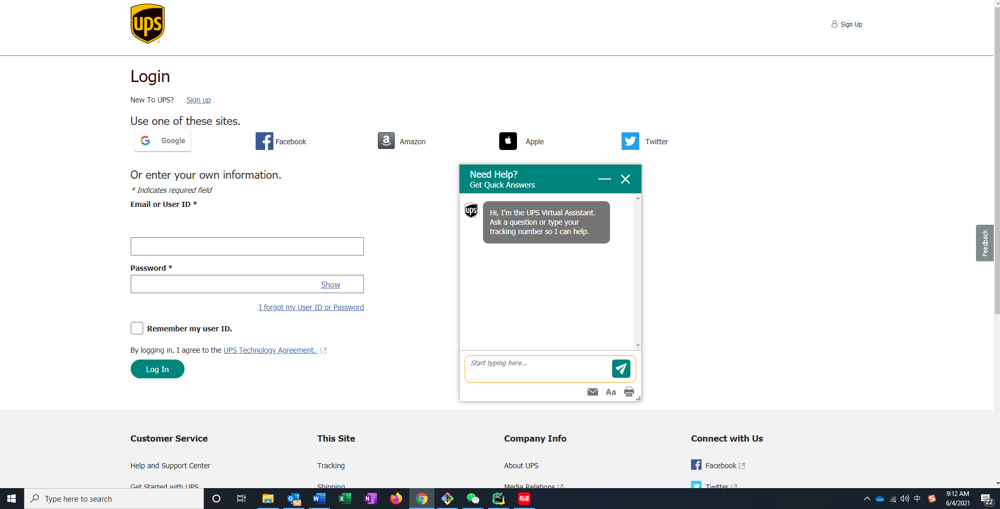 ups
Sign Up
Login
New To UPS? Sign up
Use one of these sites.
Google
Facebook
Amazon
Apple
Twitter
Or enter your own information.
* Indicates required field
Email or User ID *
Password *
Show
I forgot my User ID or Password
Remember my user ID.
By logging in, I agree to the UPS Technology Agreement.
Log In
Need Help?
Get Quick Answers
ups
Hi, I'm the UPS Virtual Assistant.
Ask a question or type your
tracking number so I can help.
Start typing here...
Aa
Feedback
Customer Service
This Site
Company Info
Connect with Us
Help and Support Center
Tracking
About UPS
Facebook
Get Started with UPS
Shipping
Media Relations
Twitter
Type here to search
PC
有道
中
9:12 AM
6/4/2021
22